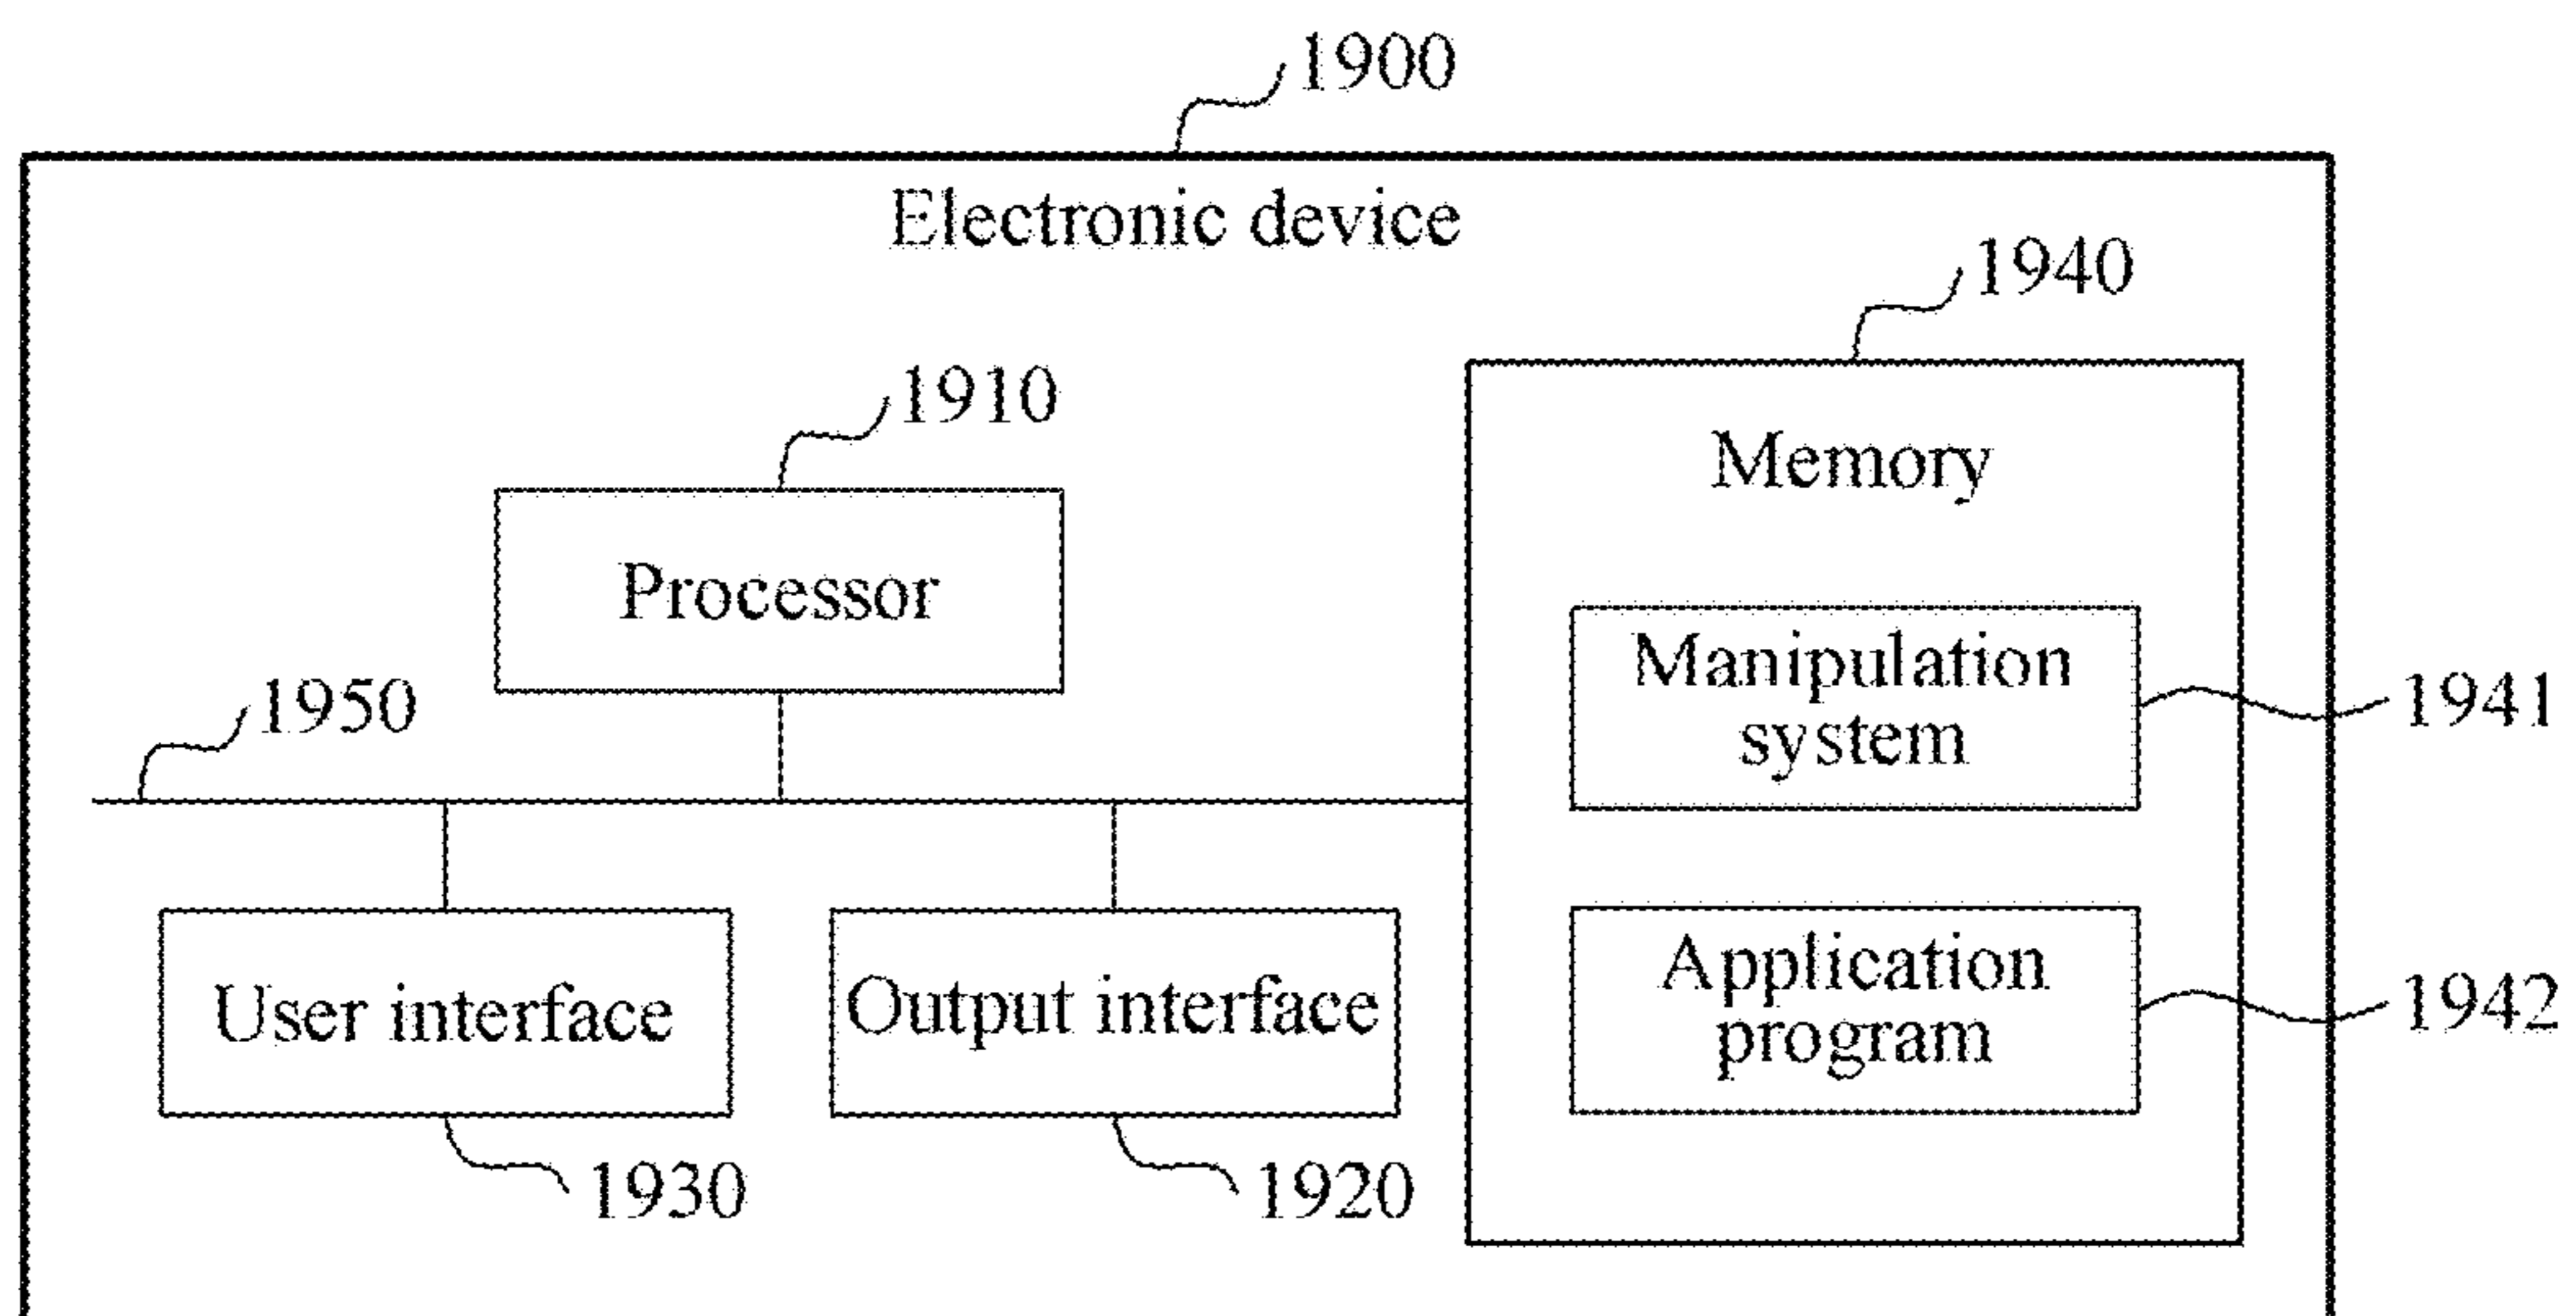 1900
Electronic device
1940
1910
Memory
Processor
Manipulation
system
1941
1950
Application
program
1942
User interface
Output interface
1930
1920